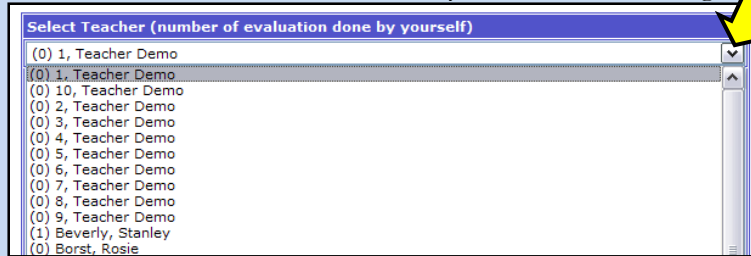 Select Teacher (number of evaluation done by yourself)
(0) 1, Teacher Demo
(0) 1, Teacher Demo
(0) 10, Teacher Demo
(0) 2, Teacher Demo
(0) 3, Teacher Demo
(0) 4, Teacher Demo
(0) 5, Teacher Demo
(0) 6, Teacher Demo
(0) 7, Teacher Demo
(0) 8, Teacher Demo
(0) 9, Teacher Demo
(1) Beverly, Stanley
(0) Borst, Rosie